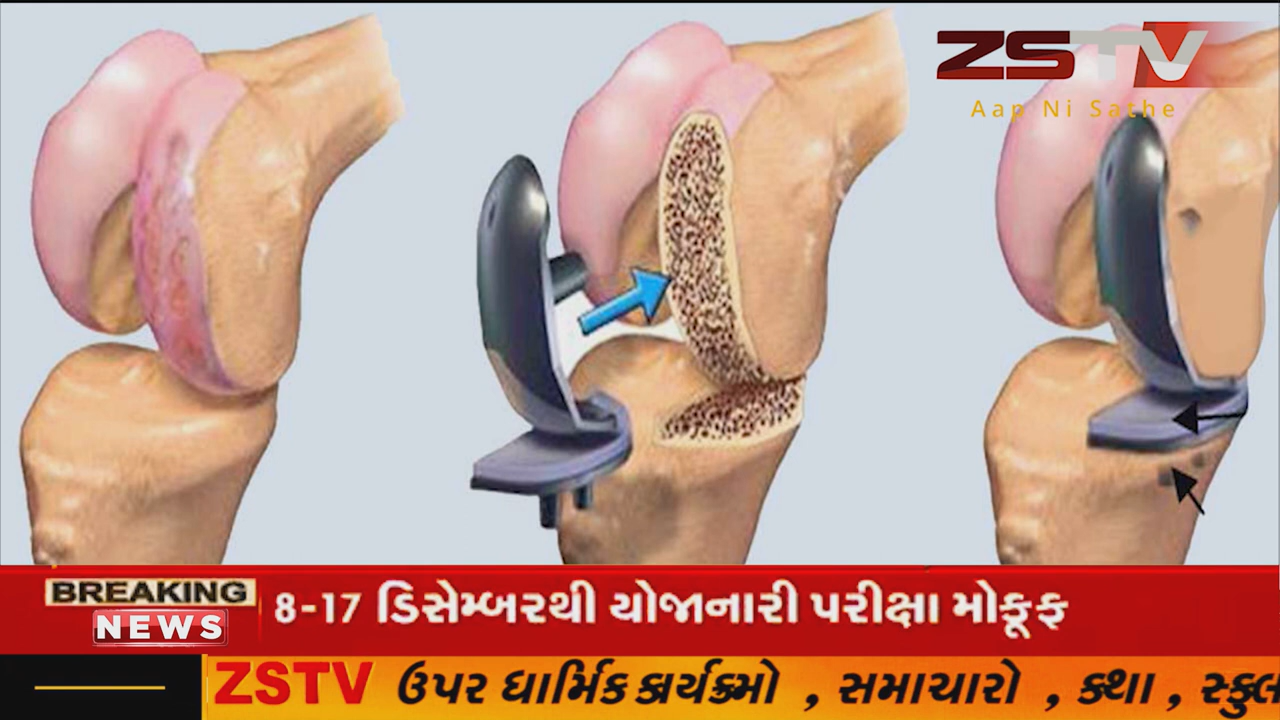 ZSTV
Aap Ni Sathe
BREAKING
NEWS
8-17 ડિસેમ્બરથી યોજાનારી પરીક્ષા મોકૂફ
ZSTV ઉપર ધાર્મિક કાર્યક્રમો , સમાચારો , કથા ,